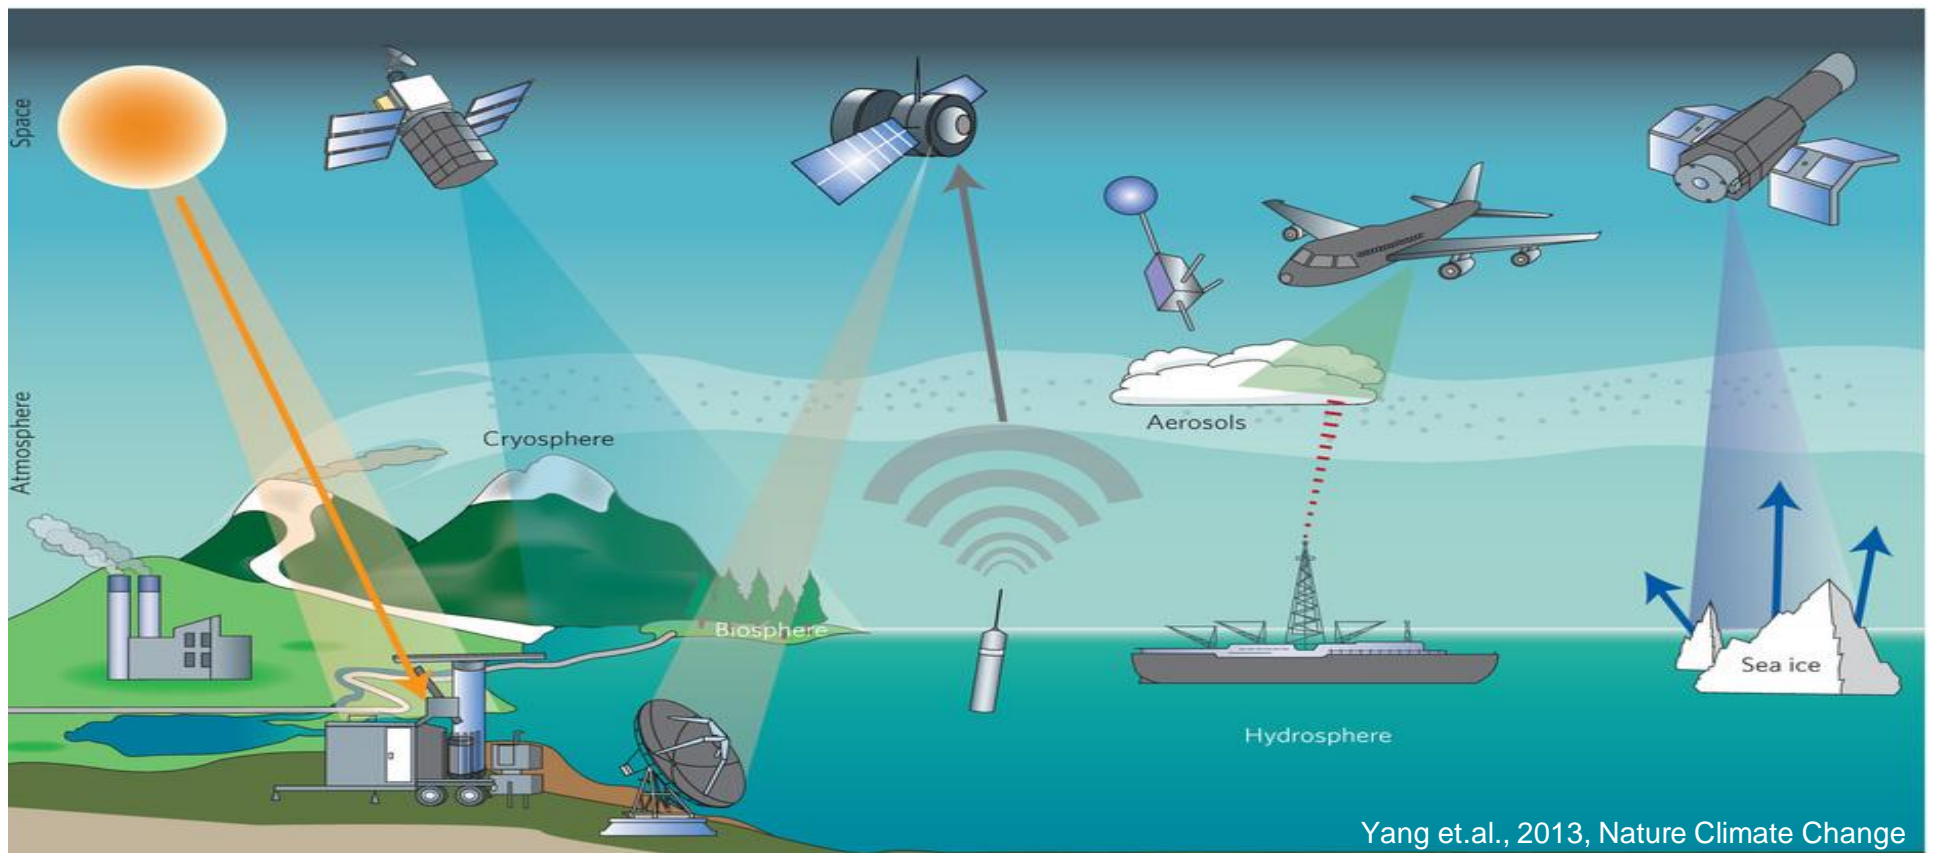 Space
Atmosphere
Cryosphere
Aerosols
Biosphere
Sea ice
Hydrosphere
Yang et.al., 2013, Nature Climate Change